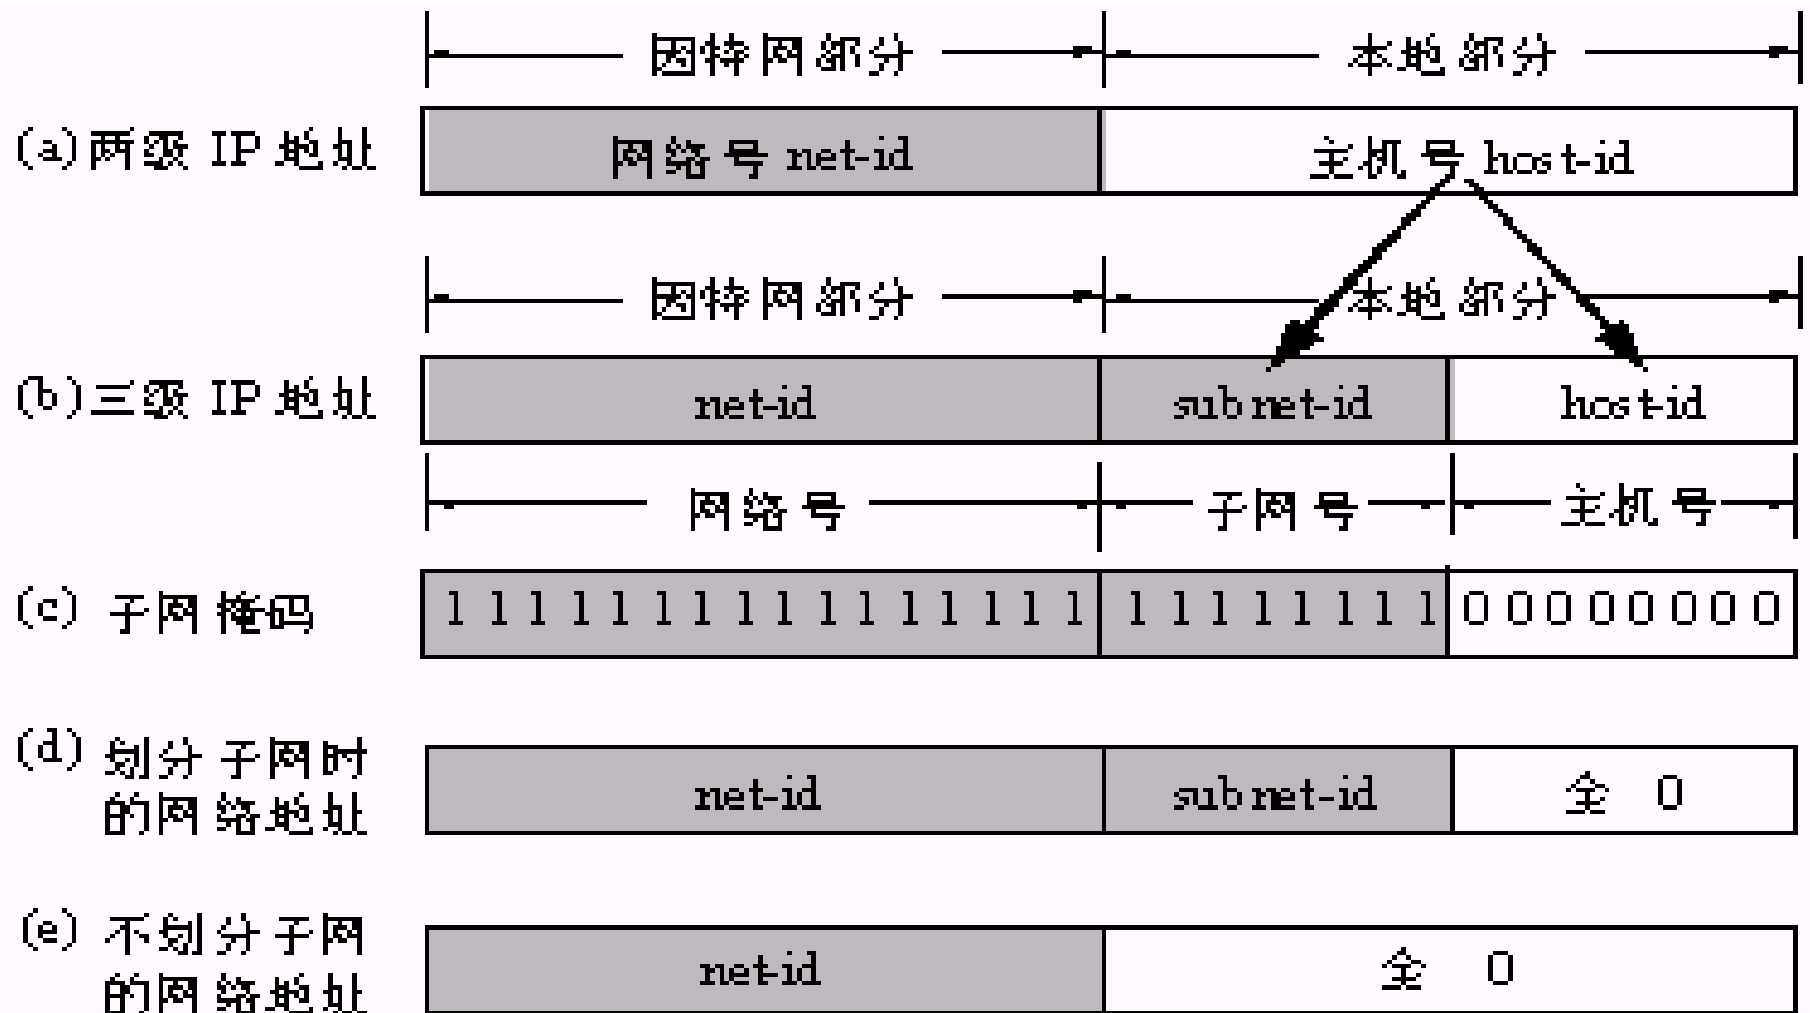 因特网部分 本地部分
(a)两级 IP 地址 网络号 net-id 主机号 host-id
因特网部分 本地部分
(b)三级 IP 地址 net-id subnet-id host-id
网络号 子网号 主机号
(c) 子网掩码 1 1 1 1 1 1 1 1 1 1 1 1 1 1 1 1 1 1 1 1 1 1 1 1 0 0 0 0 0 0 0 0
(d) 划分子网时
的网络地址 net-id subnet-id 全 0
(e) 不划分子网
的网络地址 net-id 全 0